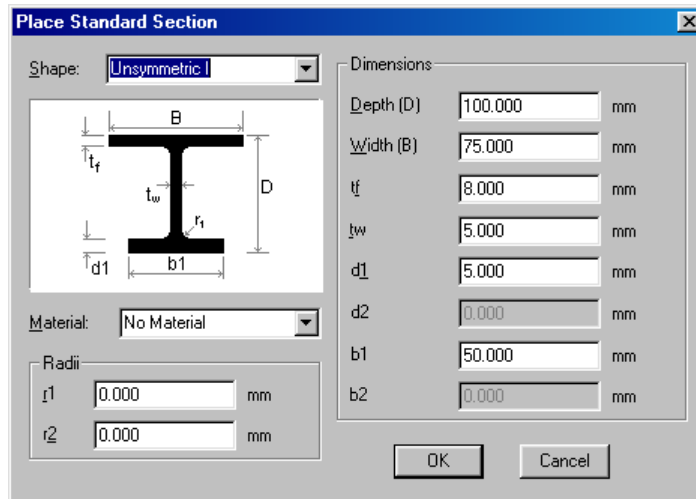 Place Standard Section
Shape: Unsymmetric I
B
tf
tw
D
r1
d1
b1
Material: No Material
Radii
r1 0.000 mm
r2 0.000 mm
Dimensions
Depth (D) 100.000 mm
Width (B) 75.000 mm
tf 8.000 mm
tw 5.000 mm
d1 5.000 mm
d2 0.000 mm
b1 50.000 mm
b2 0.000 mm
OK Cancel